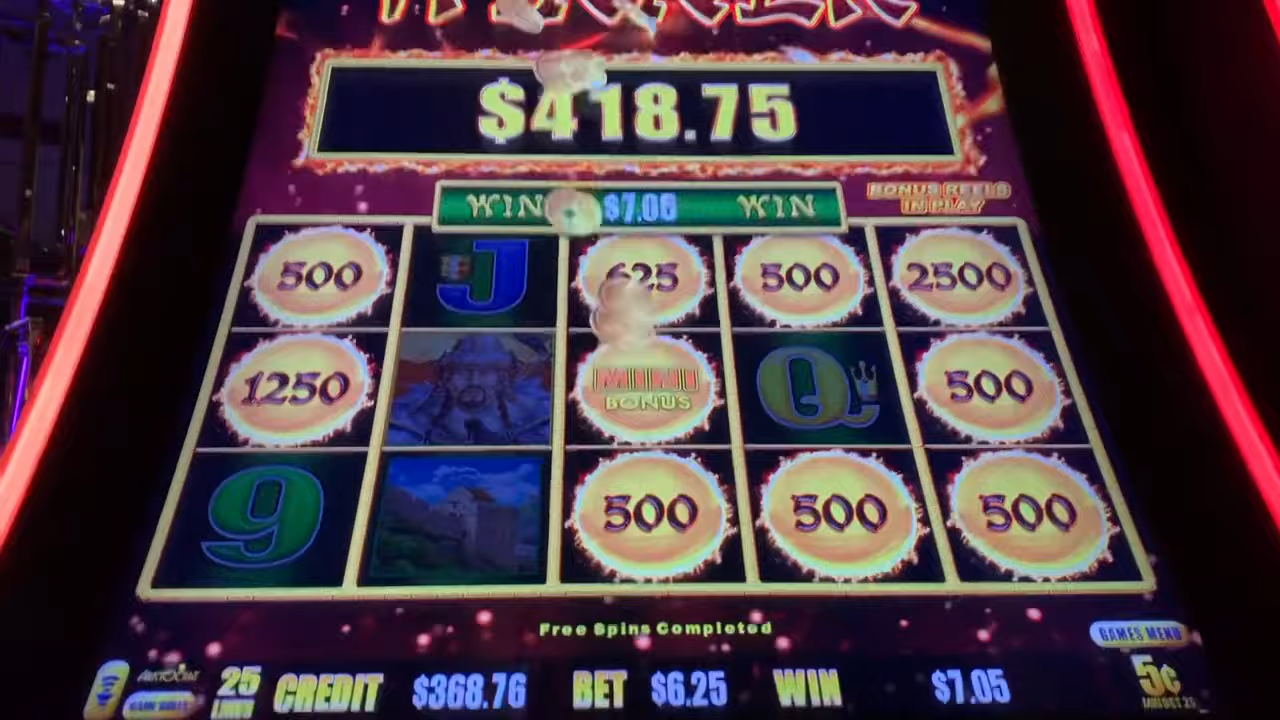 $418.75
WIN $7.05 WIN
BONUS REELS
IN PLAY
500 J 625 500 2500
1250 MINI Q 500
BONUS
9 500 500 500
Free Spins Completed
GAMES MENU
25 CREDIT $368.76 BET $6.25 WIN $7.05 5¢
LINES